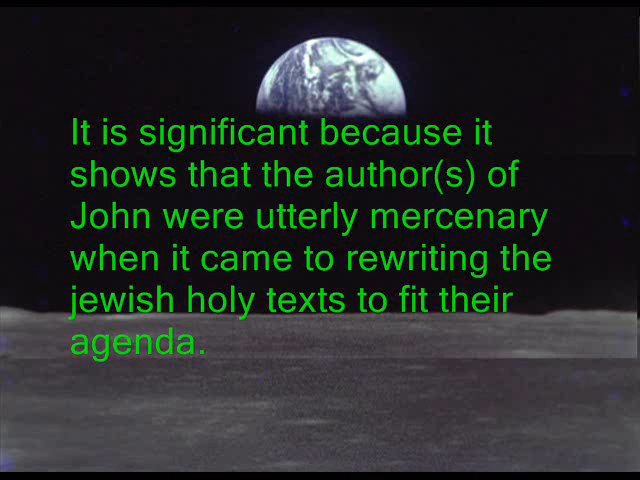 It is significant because it
shows that the author(s) of
John were utterly mercenary
when it came to rewriting the
jewish holy texts to fit their
agenda.